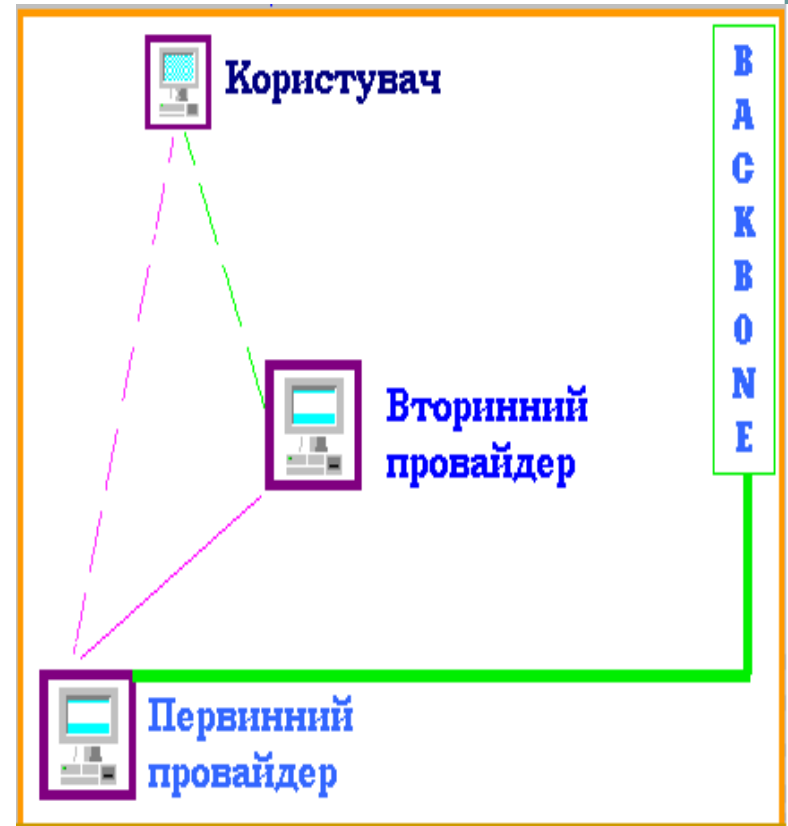 Користувач
BACKBONE
Вторинний
провайдер
Первинний
провайдер